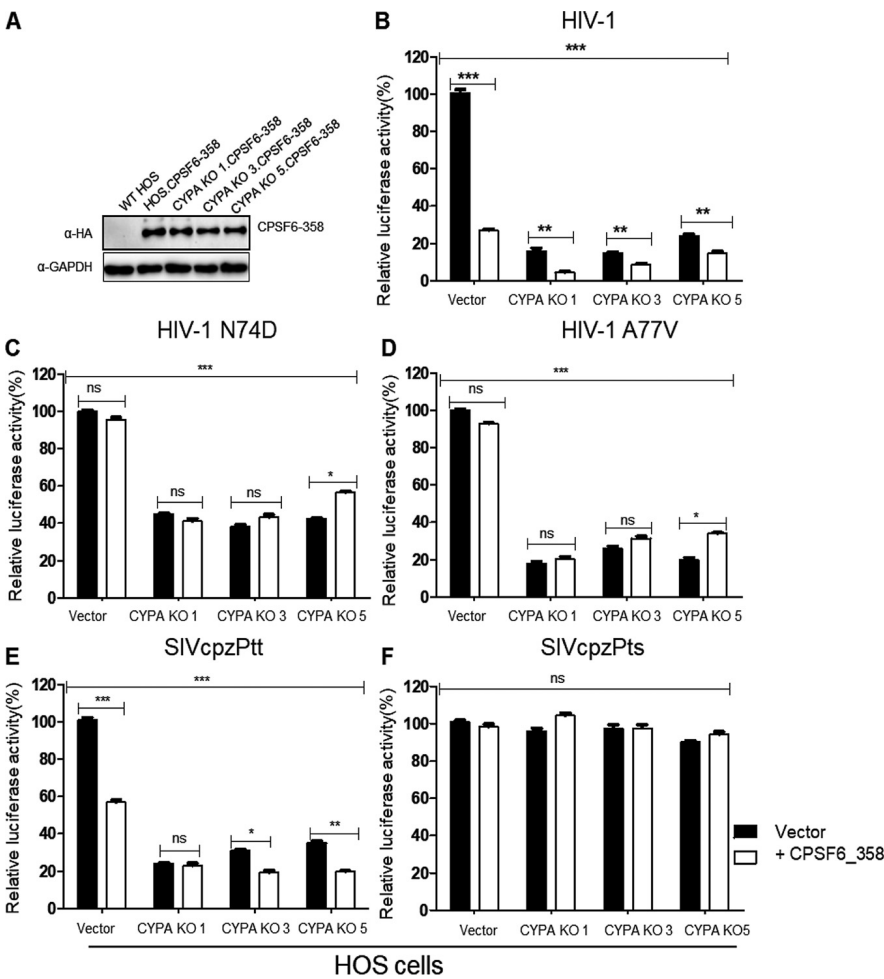 A
WT HOS
HOS.CPSF6-358
CYPA KO 1.CPSF6-358
CYPA KO 3.CPSF6-358
CYPA KO 5.CPSF6-358
α-HA
CPSF6-358
α-GAPDH
B
HIV-1
Relative luciferase activity(%)
120
100
80
60
40
20
0
***
***
**
**
**
Vector CYPA KO 1 CYPA KO 3 CYPA KO 5
C
HIV-1 N74D
Relative luciferase activity(%)
120
100
80
60
40
20
0
***
ns
ns
ns
*
Vector CYPA KO 1 CYPA KO 3 CYPA KO 5
D
HIV-1 A77V
Relative luciferase activity(%)
120
100
80
60
40
20
0
***
ns
ns
ns
*
Vector CYPA KO 1 CYPA KO 3 CYPA KO 5
E
SIVcpzPtt
Relative luciferase activity(%)
120
100
80
60
40
20
0
***
***
ns
*
**
Vector CYPA KO 1 CYPA KO 3 CYPA KO 5
F
SIVcpzPts
Relative luciferase activity(%)
120
100
80
60
40
20
0
ns
Vector CYPA KO 1 CYPA KO 3 CYPA KO5
Vector
+ CPSF6_358
HOS cells